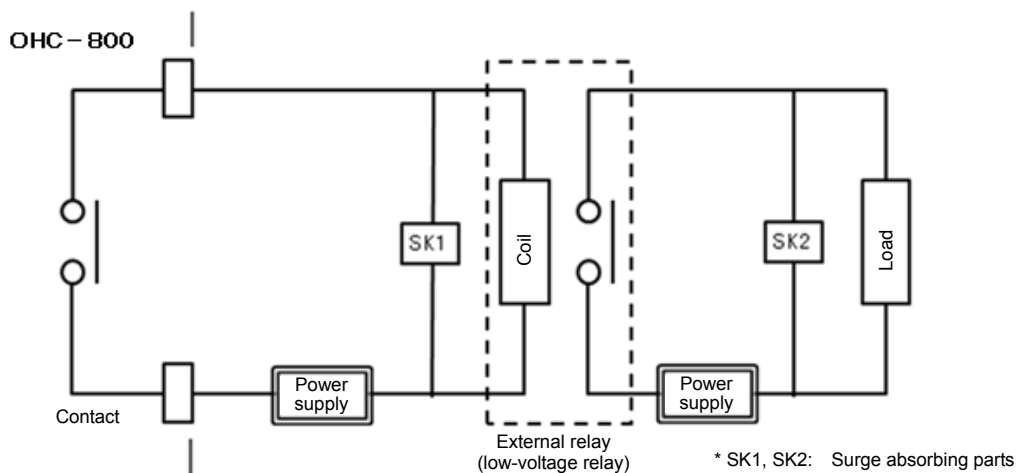 OHC-800
SK1
Coil
SK2
Load
Power
supply
Power
supply
Contact
External relay
(low-voltage relay)
* SK1, SK2: Surge absorbing parts